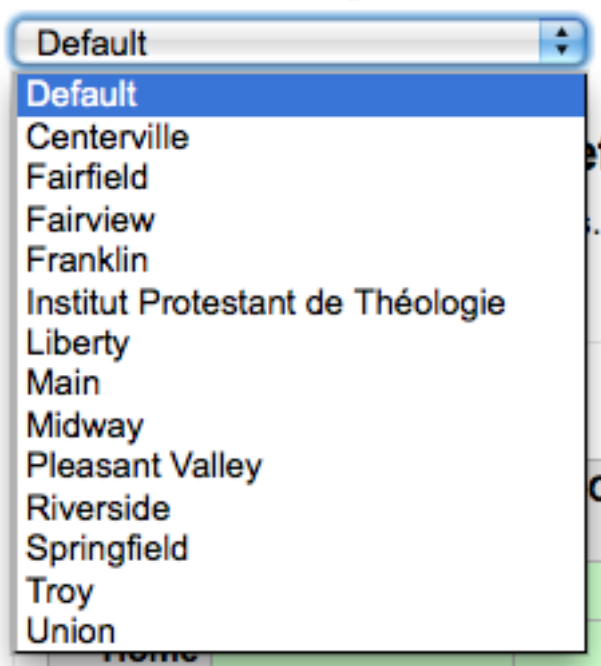 Default
Default
Centerville
Fairfield
Fairview
Franklin
Institut Protestant de Théologie
Liberty
Main
Midway
Pleasant Valley
Riverside
Springfield
Troy
Union
Home